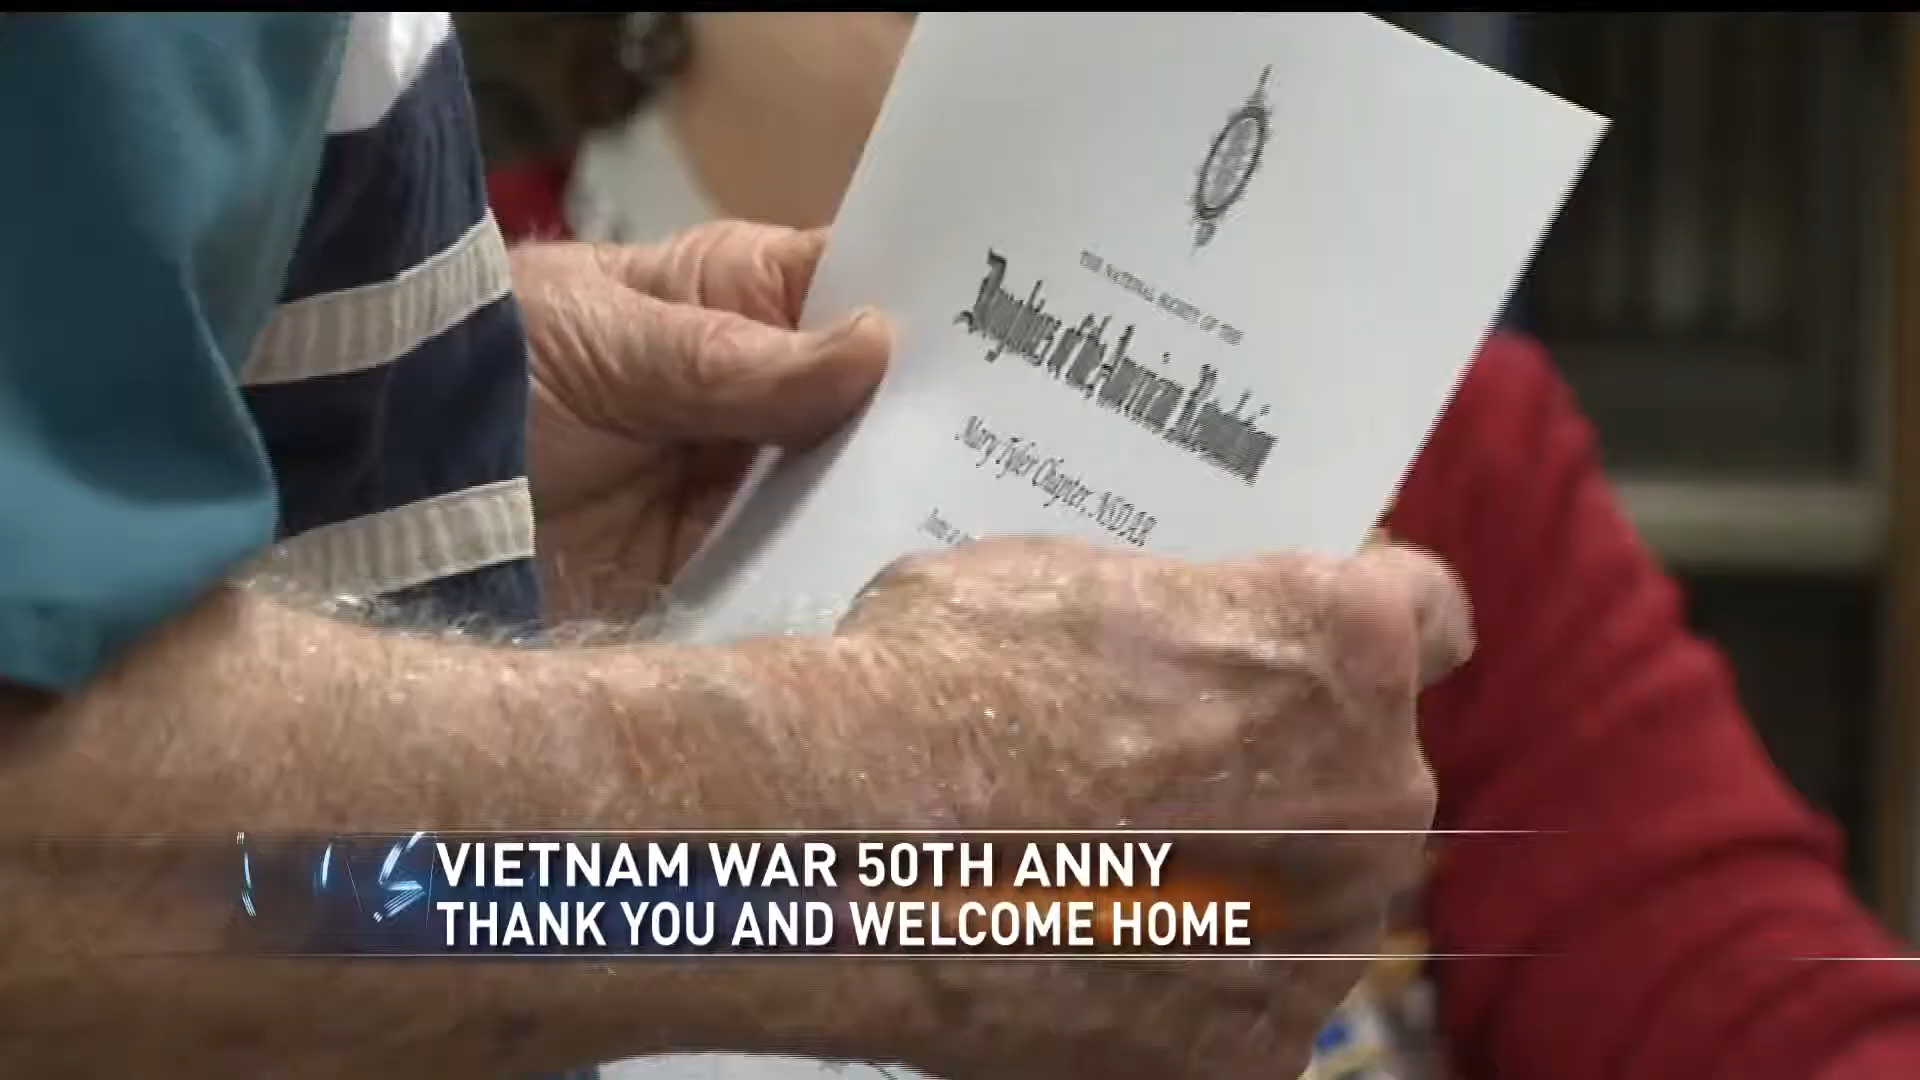 THE NATIONAL SOCIETY OF THE
Daughters of the American Revolution
Mary Tyler Chapter, NSDAR
VIETNAM WAR 50TH ANNY
THANK YOU AND WELCOME HOME